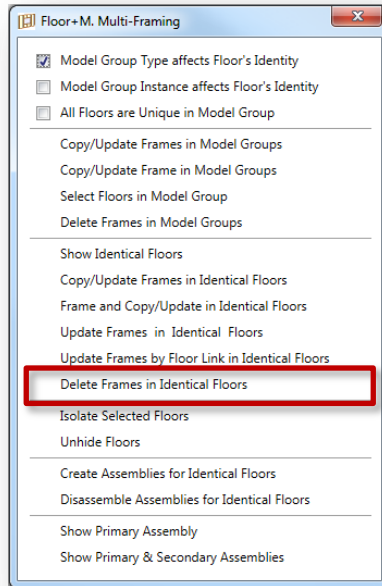 Floor+M. Multi-Framing
Model Group Type affects Floor's Identity
Model Group Instance affects Floor's Identity
All Floors are Unique in Model Group
Copy/Update Frames in Model Groups
Copy/Update Frame in Model Groups
Select Floors in Model Group
Delete Frames in Model Groups
Show Identical Floors
Copy/Update Frames in Identical Floors
Frame and Copy/Update in Identical Floors
Update Frames in Identical Floors
Update Frames by Floor Link in Identical Floors
Delete Frames in Identical Floors
Isolate Selected Floors
Unhide Floors
Create Assemblies for Identical Floors
Disassemble Assemblies for Identical Floors
Show Primary Assembly
Show Primary & Secondary Assemblies